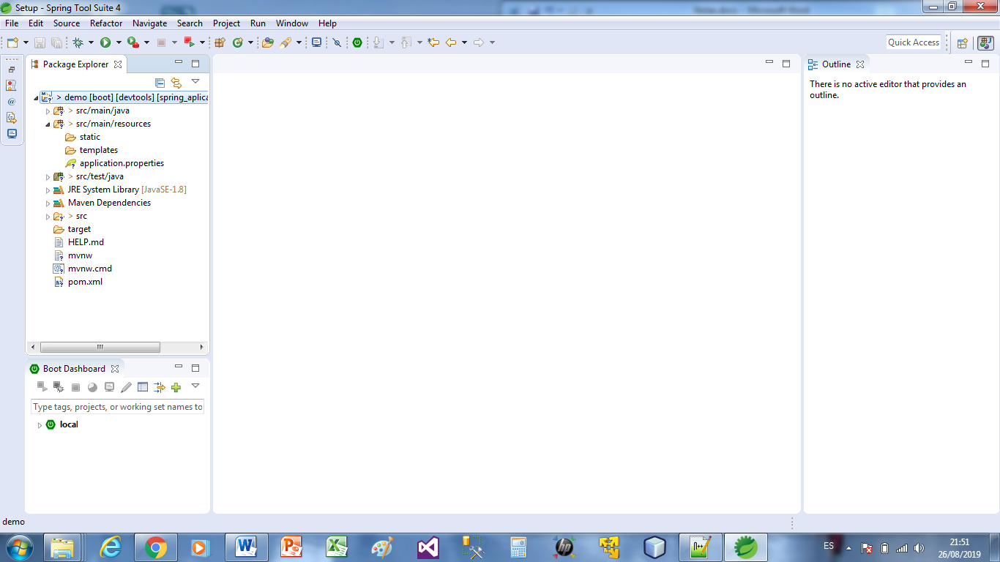 Setup - Spring Tool Suite 4
File Edit Source Refactor Navigate Search Project Run Window Help
Quick Access
Package Explorer
> demo [boot] [devtools] [spring_aplica
> src/main/java
> src/main/resources
static
templates
application.properties
> src/test/java
JRE System Library [JavaSE-1.8]
Maven Dependencies
> src
target
HELP.md
mvnw
mvnw.cmd
pom.xml
Boot Dashboard
Type tags, projects, or working set names to
local
Outline
There is no active editor that provides an
outline.
demo
ES
21:51
26/08/2019